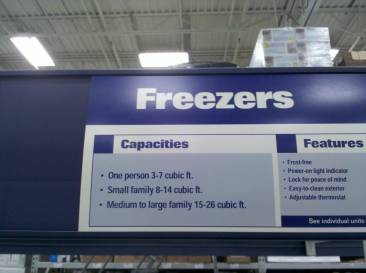 Freezers
Capacities
• One person 3-7 cubic ft.
• Small family 8-14 cubic ft.
• Medium to large family 15-26 cubic ft.
Features
• Frost-free
• Power-on light indicator
• Lock for peace of mind
• Easy-to-clean exterior
• Adjustable thermostat
See individual units